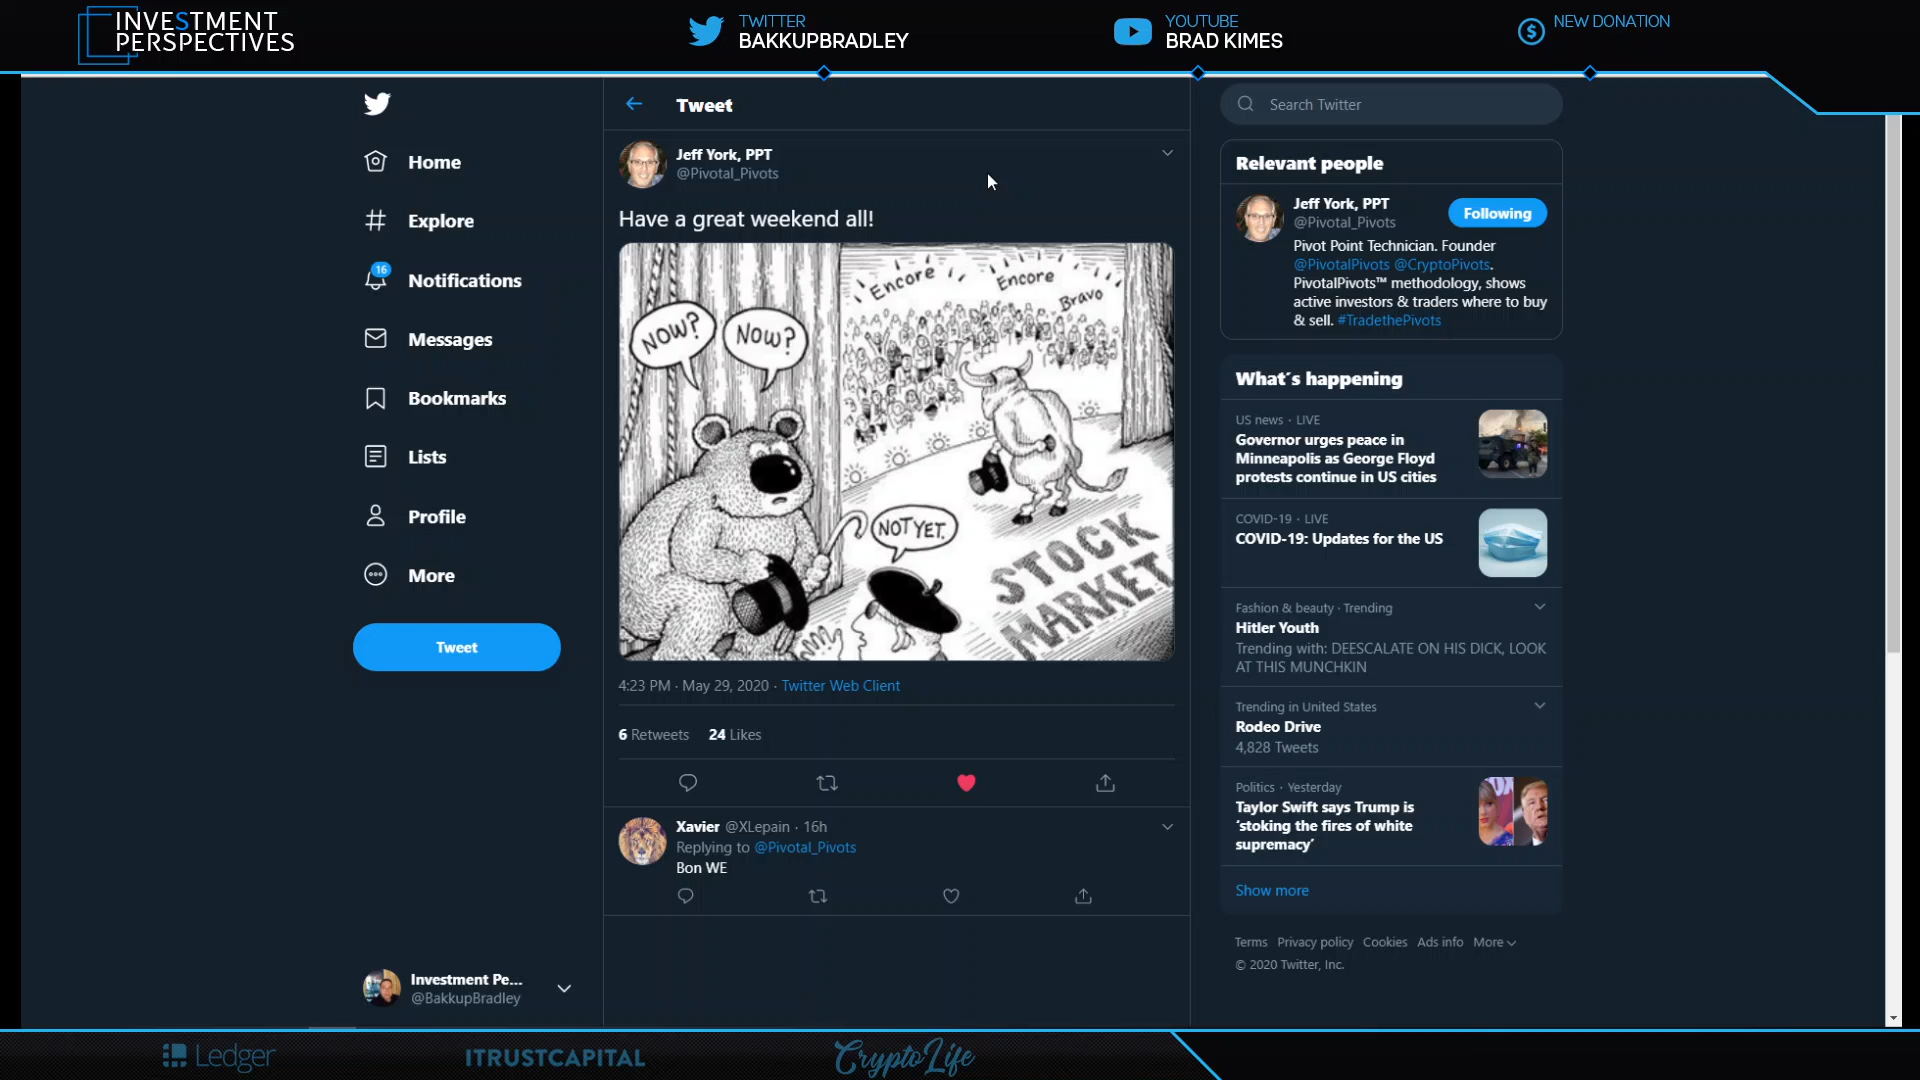 INVESTMENT
PERSPECTIVES
TWITTER
BAKKUPBRADLEY
YOUTUBE
BRAD KIMES
NEW DONATION
Home
Explore
16
Notifications
Messages
Bookmarks
Lists
Profile
More
Tweet
Investment Pe...
@BakkupBradley
Tweet
Jeff York, PPT
@Pivotal_Pivots
Have a great weekend all!
Encore
Encore
Bravo
NOW?
NOW?
NOT YET.
STOCK
MARKET
4:23 PM · May 29, 2020 · Twitter Web Client
6 Retweets 24 Likes
Xavier @XLepain · 16h
Replying to @Pivotal_Pivots
Bon WE
Search Twitter
Relevant people
Jeff York, PPT
@Pivotal_Pivots
Following
Pivot Point Technician. Founder
@PivotalPivots @CryptoPivots.
PivotalPivots™ methodology, shows
active investors & traders where to buy
& sell. #TradethePivots
What's happening
US news · LIVE
Governor urges peace in
Minneapolis as George Floyd
protests continue in US cities
COVID-19 · LIVE
COVID-19: Updates for the US
Fashion & beauty · Trending
Hitler Youth
Trending with: DEESCALATE ON HIS DICK, LOOK
AT THIS MUNCHKIN
Trending in United States
Rodeo Drive
4,828 Tweets
Politics · Yesterday
Taylor Swift says Trump is
'stoking the fires of white
supremacy'
Show more
Terms Privacy policy Cookies Ads info More
© 2020 Twitter, Inc.
Ledger
ITRUSTCAPITAL
CryptoLife